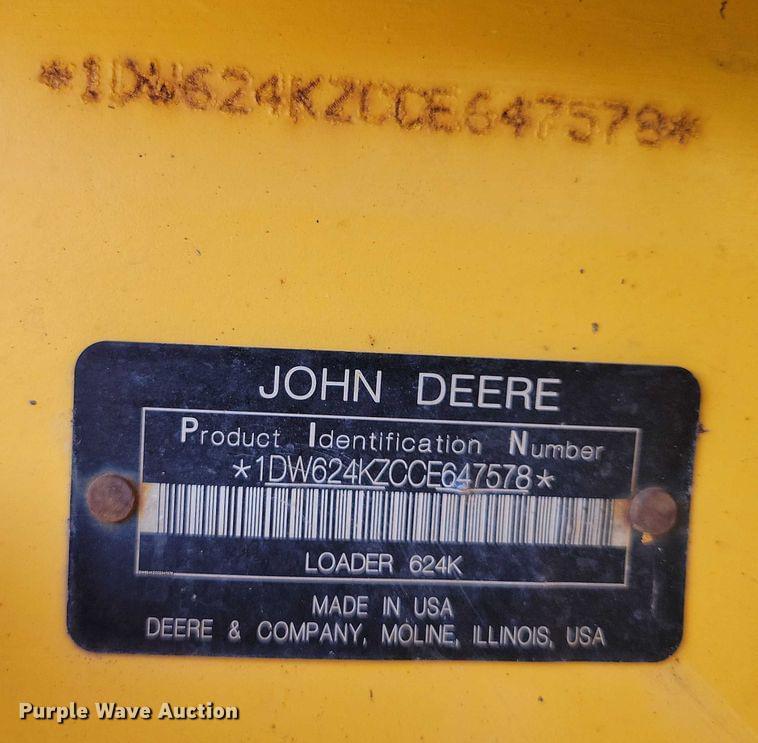 *1DW624KZCCE647578*
JOHN DEERE
Product Identification Number
*1DW624KZCCE647578*
LOADER 624K
MADE IN USA
DEERE & COMPANY, MOLINE, ILLINOIS, USA
Purple Wave Auction